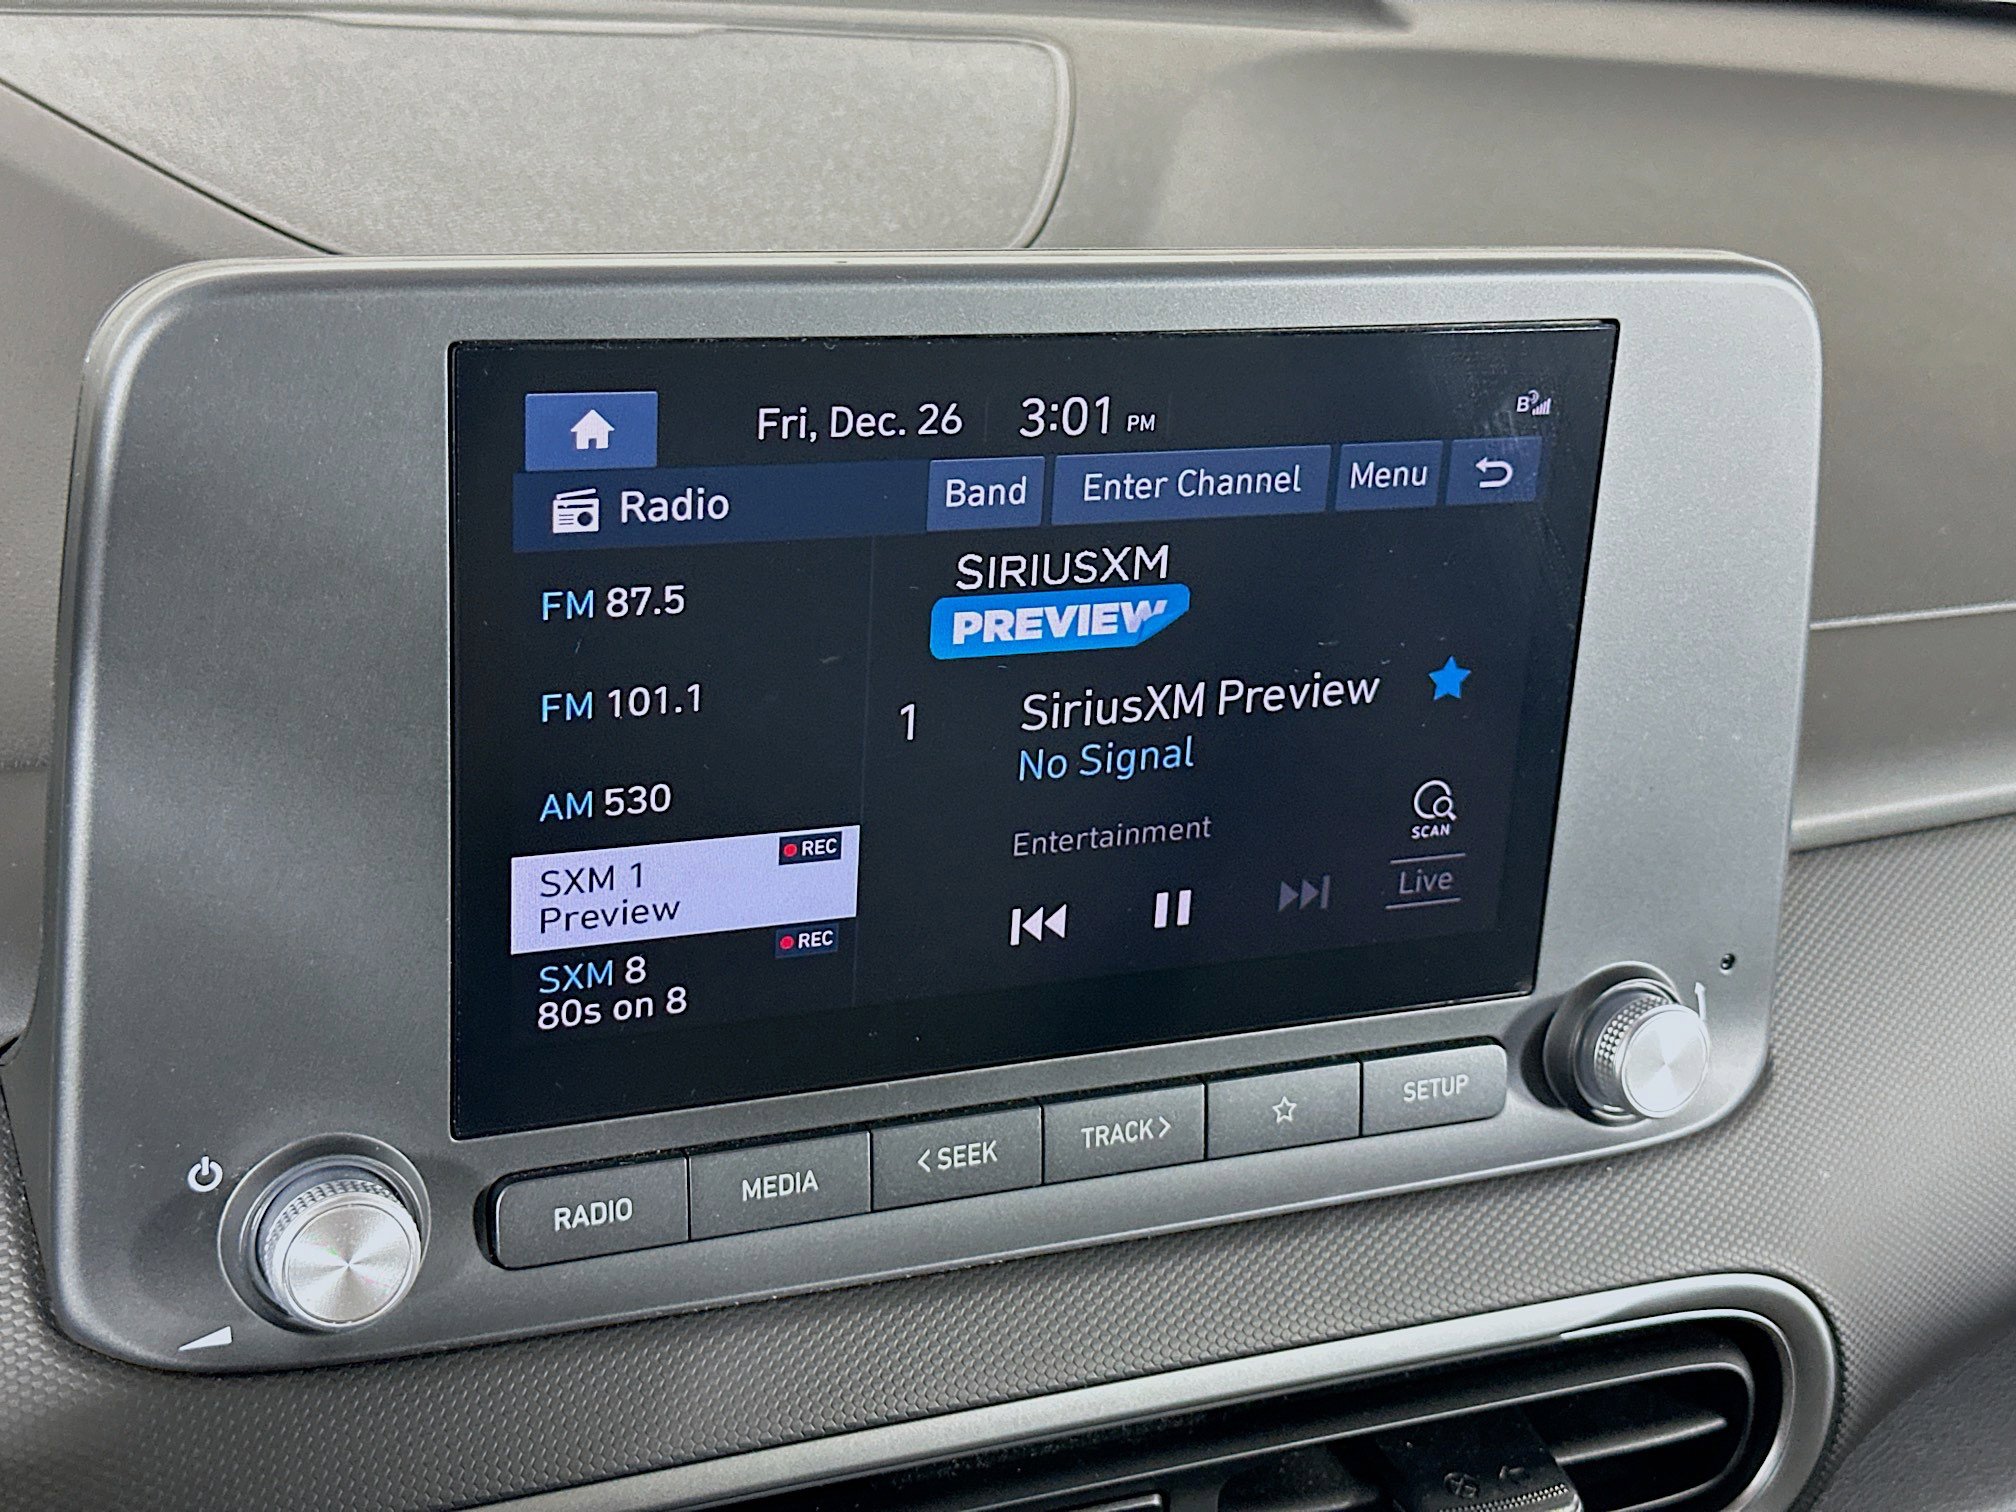 Fri, Dec. 26 3:01 PM B
Radio Band Enter Channel Menu
FM 87.5
FM 101.1
AM 530
REC
SXM 1
Preview
REC
SXM 8
80s on 8
SIRIUSXM
PREVIEW
1 SiriusXM Preview
No Signal
Entertainment
SCAN
Live
RADIO MEDIA < SEEK TRACK > SETUP